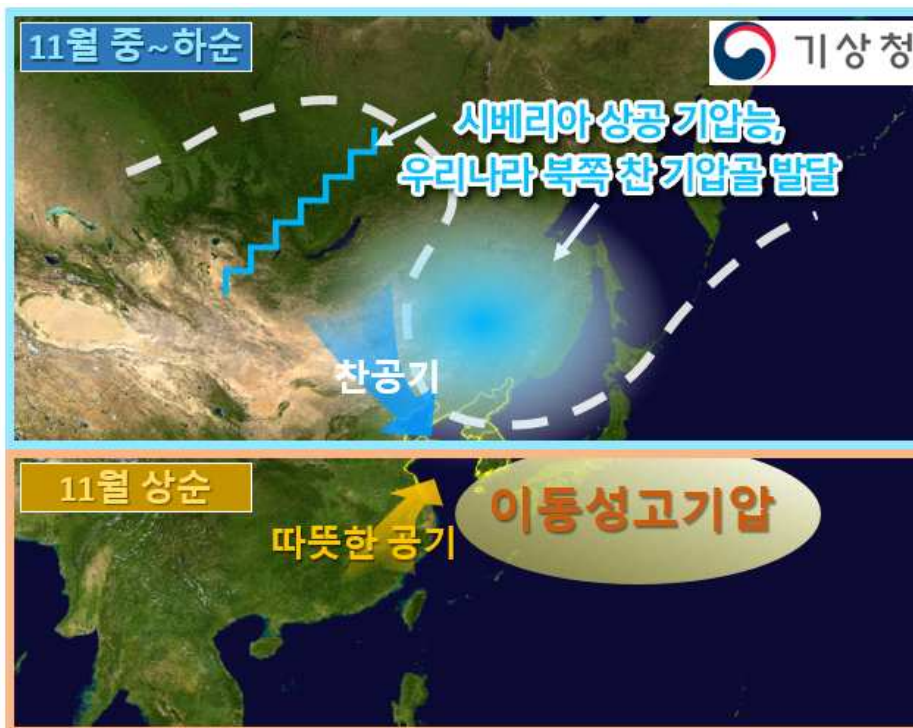 11월 중~하순
기상청
시베리아 상공 기압능,
우리나라 북쪽 찬 기압골 발달
찬공기
11월 상순
이동성고기압
따뜻한 공기